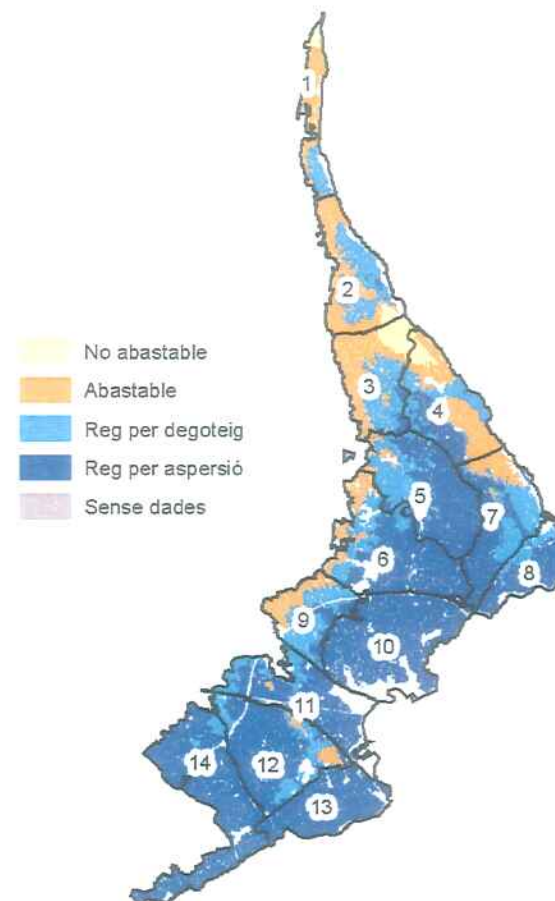 No abastable
Abastable
Reg per degoteig
Reg per aspersió
Sense dades
1
2
3
4
5
6
7
8
9
10
11
12
13
14